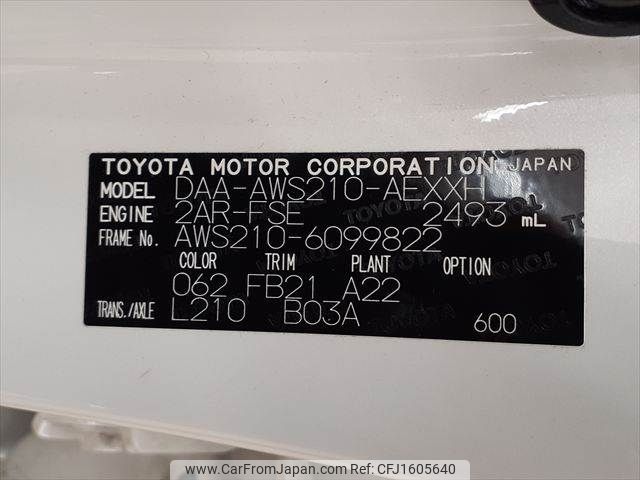 TOYOTA MOTOR CORPORATION JAPAN
MODEL DAA-AWS210-AEXXH
ENGINE 2AR-FSE 2493 mL
FRAME No. AWS210-6099822
COLOR TRIM PLANT OPTION
062 FB21 A22
TRANS./AXLE L210 B03A
600
www.CarFromJapan.com - CFJ1605640